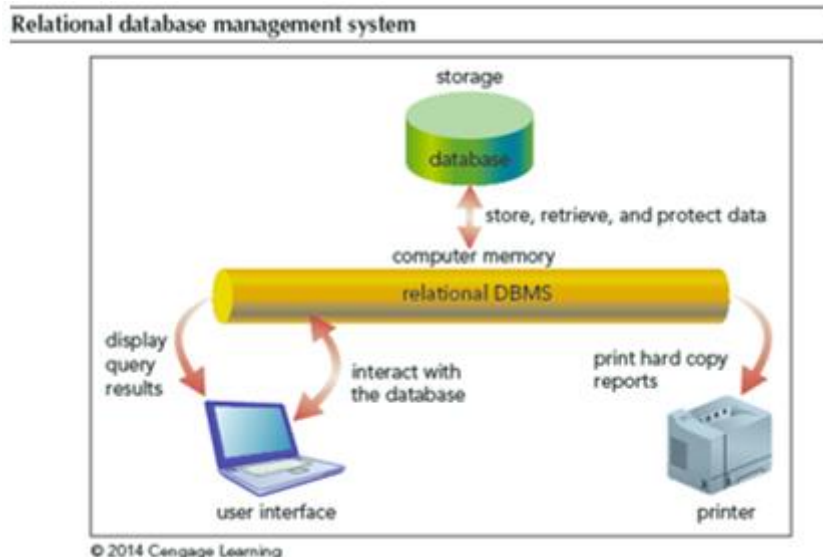 Relational database management system
storage
database
store, retrieve, and protect data
computer memory
relational DBMS
display
query
results
interact with
the database
print hard copy
reports
user interface
printer
© 2014 Cengage Learning